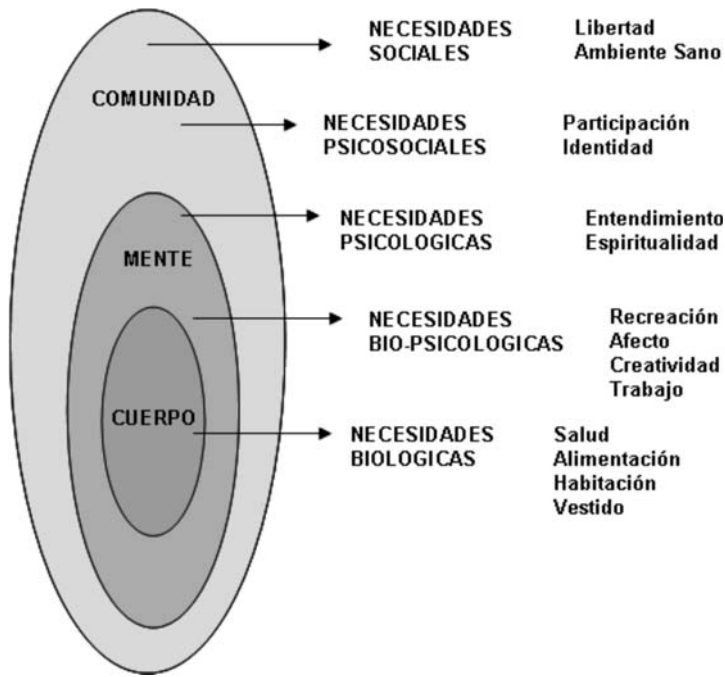 NECESIDADES SOCIALES
Libertad
Ambiente Sano
COMUNIDAD
NECESIDADES PSICOSOCIALES
Participación
Identidad
NECESIDADES PSICOLOGICAS
Entendimiento
Espiritualidad
MENTE
NECESIDADES BIO-PSICOLOGICAS
Recreación
Afecto
Creatividad
Trabajo
CUERPO
NECESIDADES BIOLOGICAS
Salud
Alimentación
Habitación
Vestido